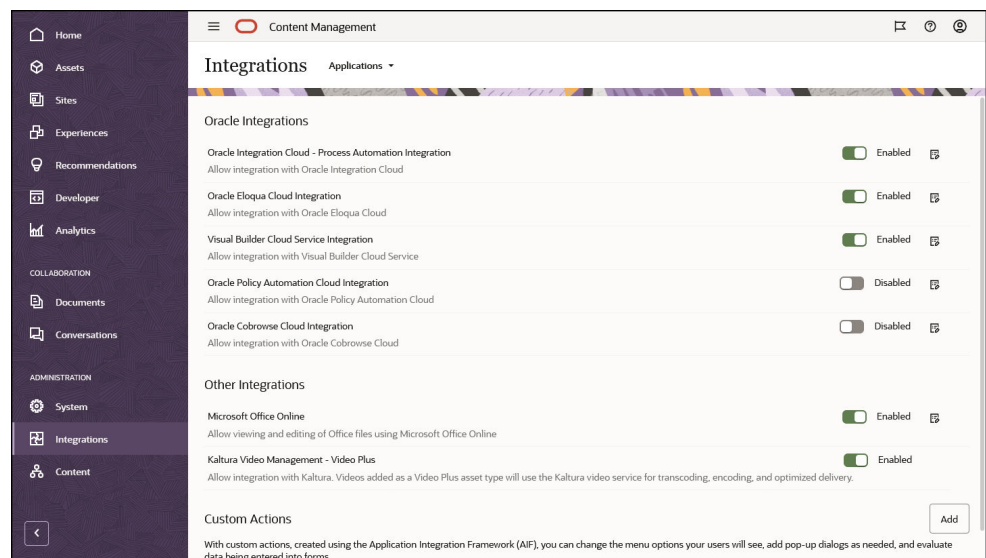 Home
Assets
Sites
Experiences
Recommendations
Developer
Analytics
COLLABORATION
Documents
Conversations
ADMINISTRATION
System
Integrations
Content
Content Management
Integrations Applications
Oracle Integrations
Oracle Integration Cloud - Process Automation Integration Enabled
Allow integration with Oracle Integration Cloud
Oracle Eloqua Cloud Integration Enabled
Allow integration with Oracle Eloqua Cloud
Visual Builder Cloud Service Integration Enabled
Allow integration with Visual Builder Cloud Service
Oracle Policy Automation Cloud Integration Disabled
Allow integration with Oracle Policy Automation Cloud
Oracle Cobrowse Cloud Integration Disabled
Allow integration with Oracle Cobrowse Cloud
Other Integrations
Microsoft Office Online Enabled
Allow viewing and editing of Office files using Microsoft Office Online
Kaltura Video Management - Video Plus Enabled
Allow integration with Kaltura. Videos added as a Video Plus asset type will use the Kaltura video service for transcoding, encoding, and optimized delivery.
Custom Actions Add
With custom actions, created using the Application Integration Framework (AIF), you can change the menu options your users will see, add pop-up dialogs as needed, and evaluate
data being entered into forms